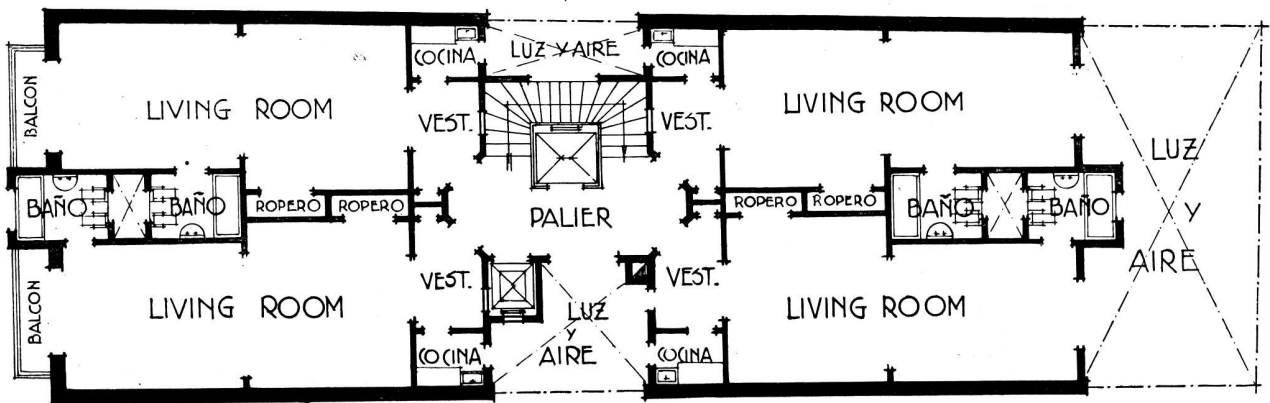 LUZ Y AIRE
COCINA
COCINA
BALCON
LIVING ROOM
VEST.
VEST.
LIVING ROOM
LUZ
Y
AIRE
BAÑO
BAÑO
ROPERO
ROPERO
PALIER
ROPERO
ROPERO
BAÑO
BAÑO
BALCON
LIVING ROOM
VEST.
LUZ
Y
AIRE
VEST.
LIVING ROOM
COCINA
COCINA